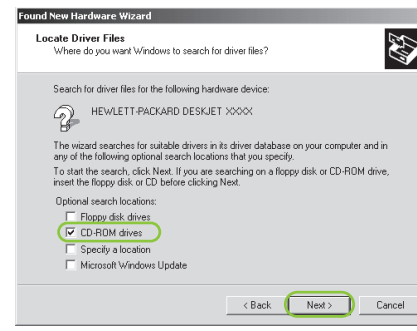 Found New Hardware Wizard
Locate Driver Files
Where do you want Windows to search for driver files?
Search for driver files for the following hardware device:
HEWLETT-PACKARD DESKJET XXXX
The wizard searches for suitable drivers in its driver database on your computer and in
any of the following optional search locations that you specify.
To start the search, click Next. If you are searching on a floppy disk or CD-ROM drive,
insert the floppy disk or CD before clicking Next.
Optional search locations:
Floppy disk drives
CD-ROM drives
Specify a location
Microsoft Windows Update
< Back Next > Cancel